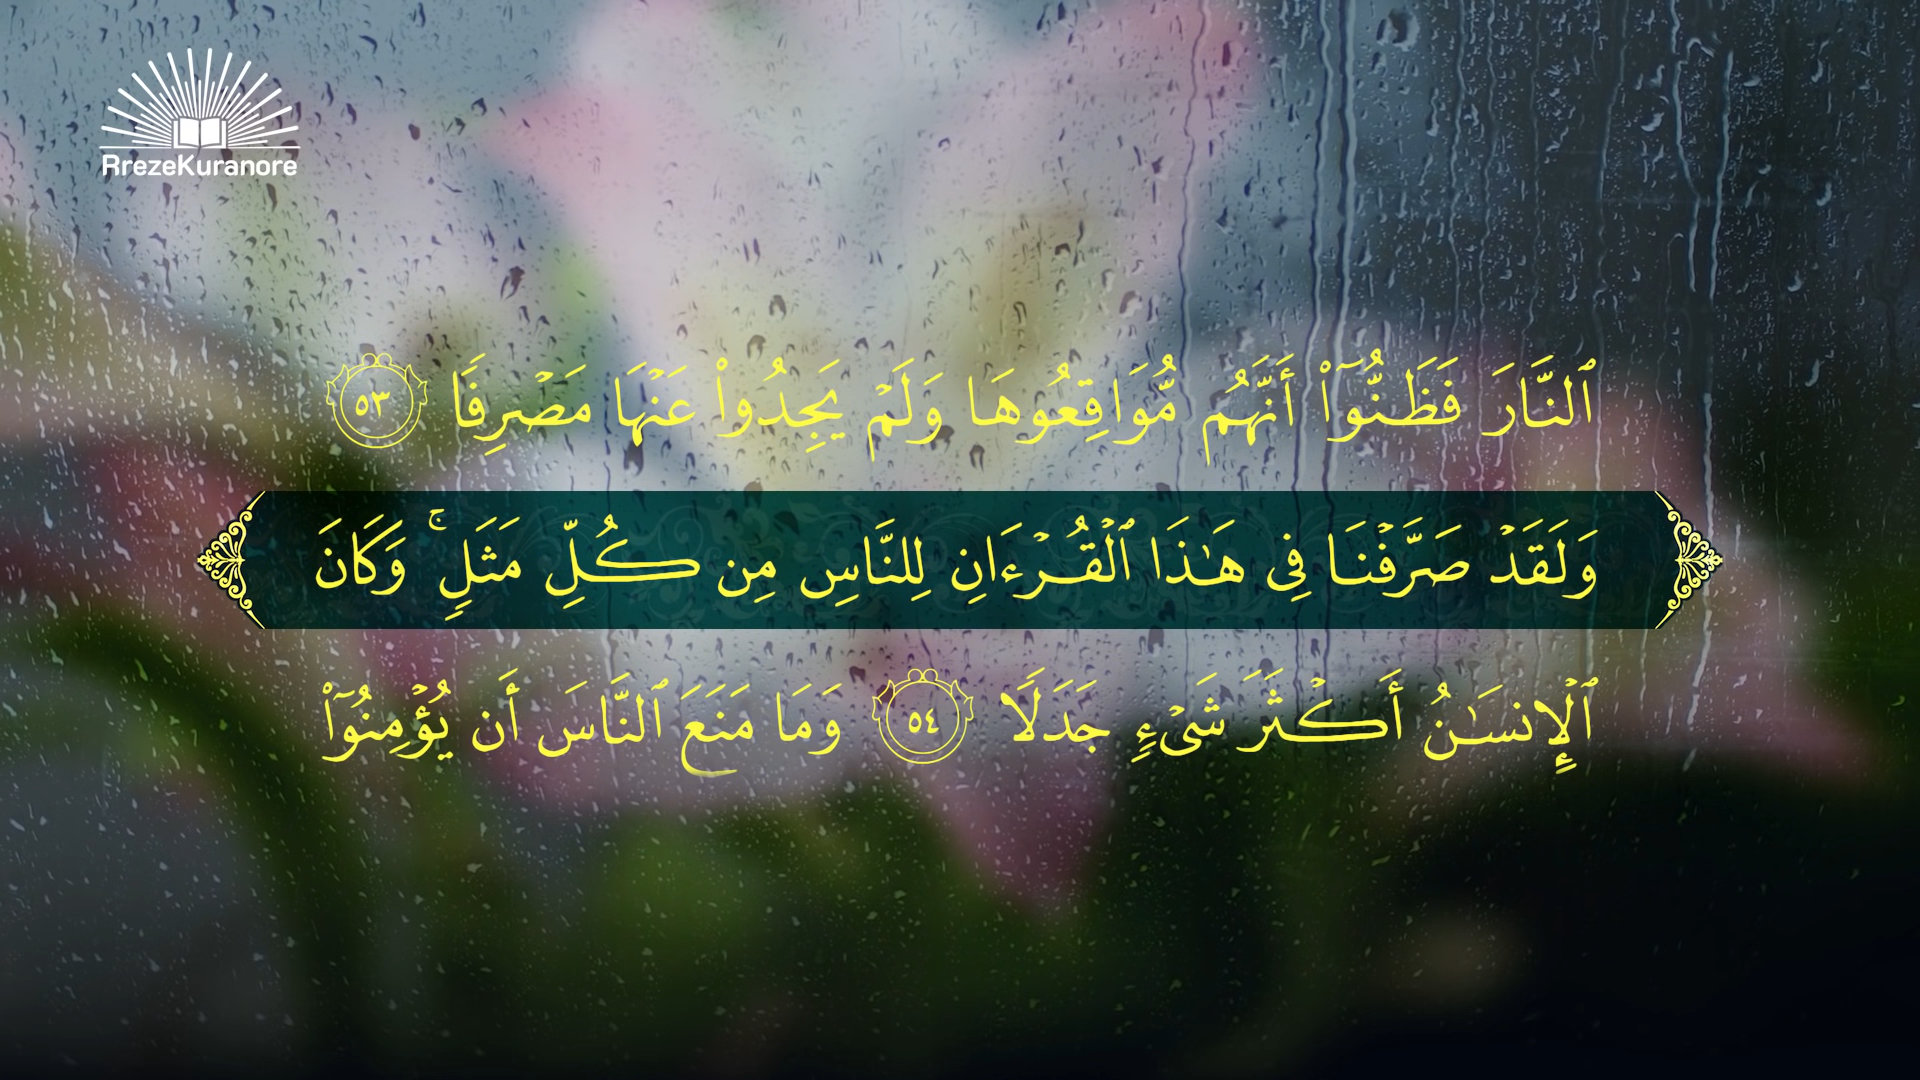 RrezeKuranore
ٱلنَّارَ فَظَنُّوٓا۟ أَنَّهُم مُّوَاقِعُوهَا وَلَمْ يَجِدُوا۟ عَنْهَا مَصْرِفًا ٥٣
وَلَقَدْ صَرَّفْنَا فِى هَـٰذَا ٱلْقُرْءَانِ لِلنَّاسِ مِن كُلِّ مَثَلٍ ۚ وَكَانَ
ٱلْإِنسَـٰنُ أَكْثَرَ شَىْءٍ جَدَلًا ٥٤ وَمَا مَنَعَ ٱلنَّاسَ أَن يُؤْمِنُوٓا۟